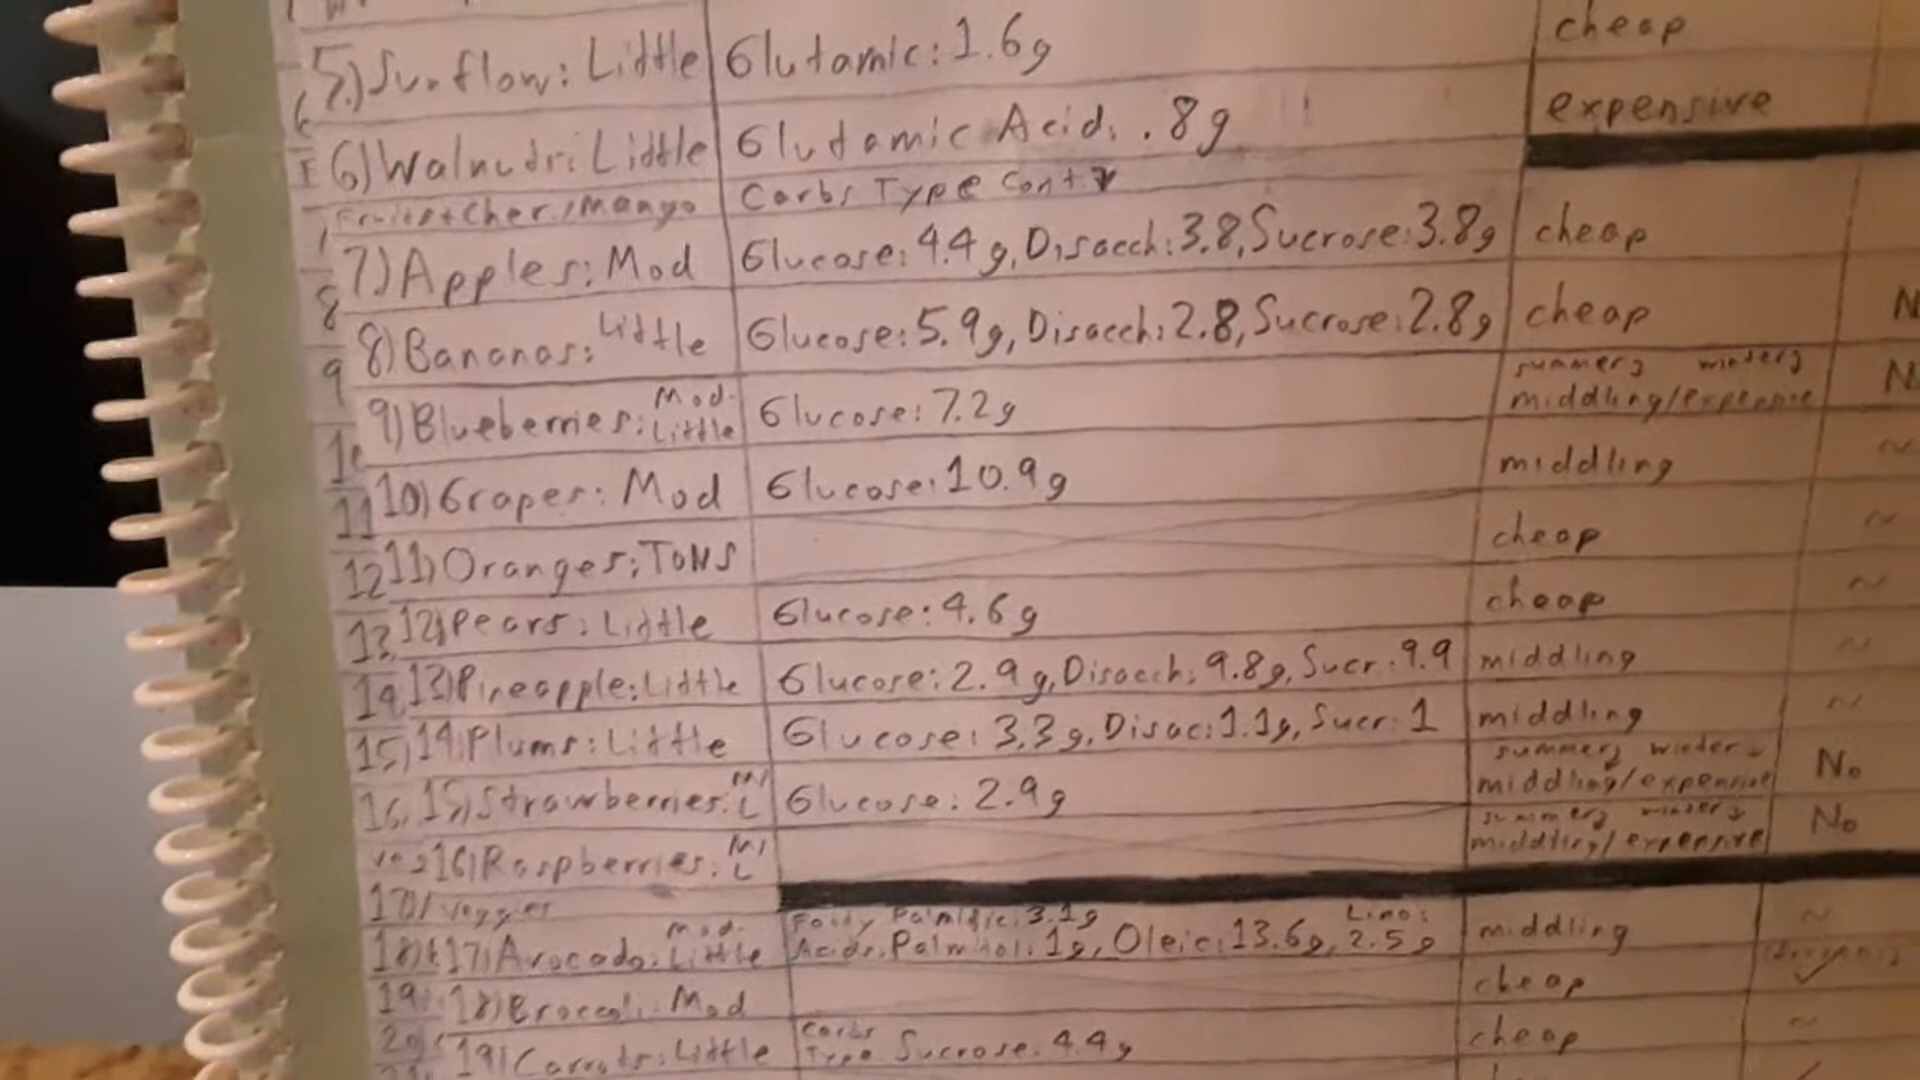 5.) Sunflow: Little Glutamic: 1.6g cheap
6) Walnutr: Little Glutamic Acid: .8g expensive
Fruits+Cher./Mango Carbs Type Cont.
7) Apples: Mod Glucose: 4.4g, Disacch: 3.8, Sucrose: 3.8g cheap
8) Bananas: Little Glucose: 5.9g, Disacch: 2.8, Sucrose: 2.8g cheap N
summer winter
9) Blueberries: Mod-Little Glucose: 7.2g middling/expensive N
10) Grapes: Mod Glucose: 10.9g middling ~
11) Oranges: TONS cheap ~
12) Pears: Little Glucose: 4.6g cheap ~
13) Pineapple: Little Glucose: 2.9g, Disacch: 9.8g, Sucr: 9.9 middling ~
14) Plums: Little Glucose: 3.3g, Disac: 1.1g, Sucr: 1 middling ~
summer winter
15) Strawberries: M/L Glucose: 2.9g middling/expensive No
summer winter
16) Raspberries: M/L middling/expensive No
Veggies
17) Avocado: Mod-Little Fatty Acids: Palmitic: 3.1g Palmitol: 1g, Oleic: 13.6g, Lino: 2.5g middling ~
18) Broccoli: Mod cheap ✓
19) Carrots: Little Carbs Type Sucrose: 4.4g cheap ~